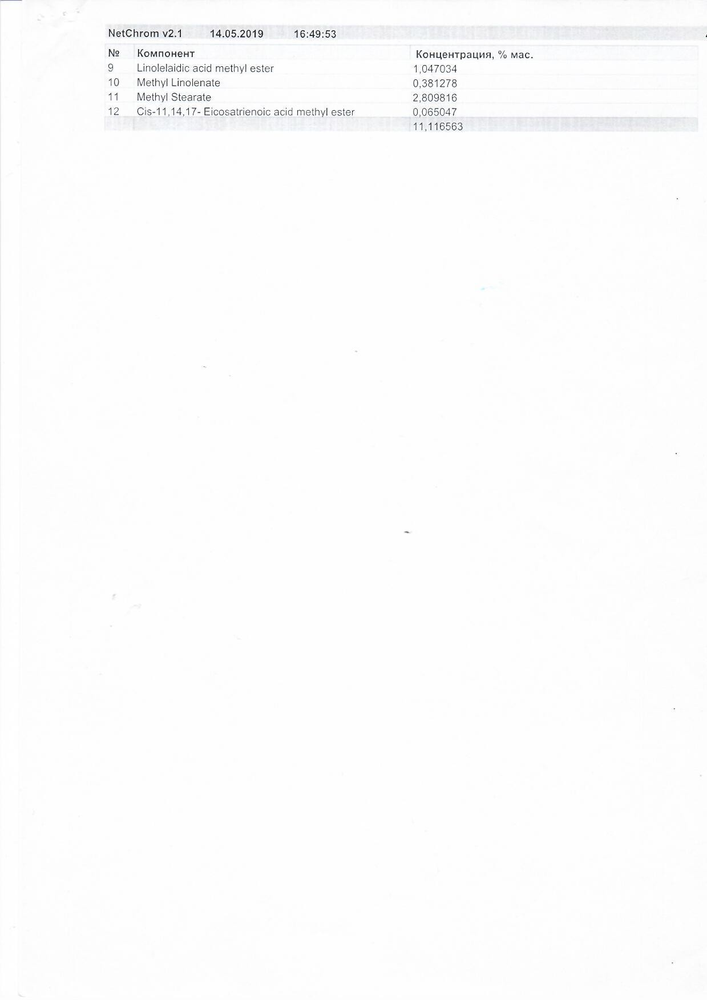 NetChrom v2.1 14.05.2019 16:49:53
№ Компонент Концентрация, % мас.
9 Linolelaidic acid methyl ester 1,047034
10 Methyl Linolenate 0,381278
11 Methyl Stearate 2,809816
12 Cis-11,14,17- Eicosatrienoic acid methyl ester 0,065047
11,116563